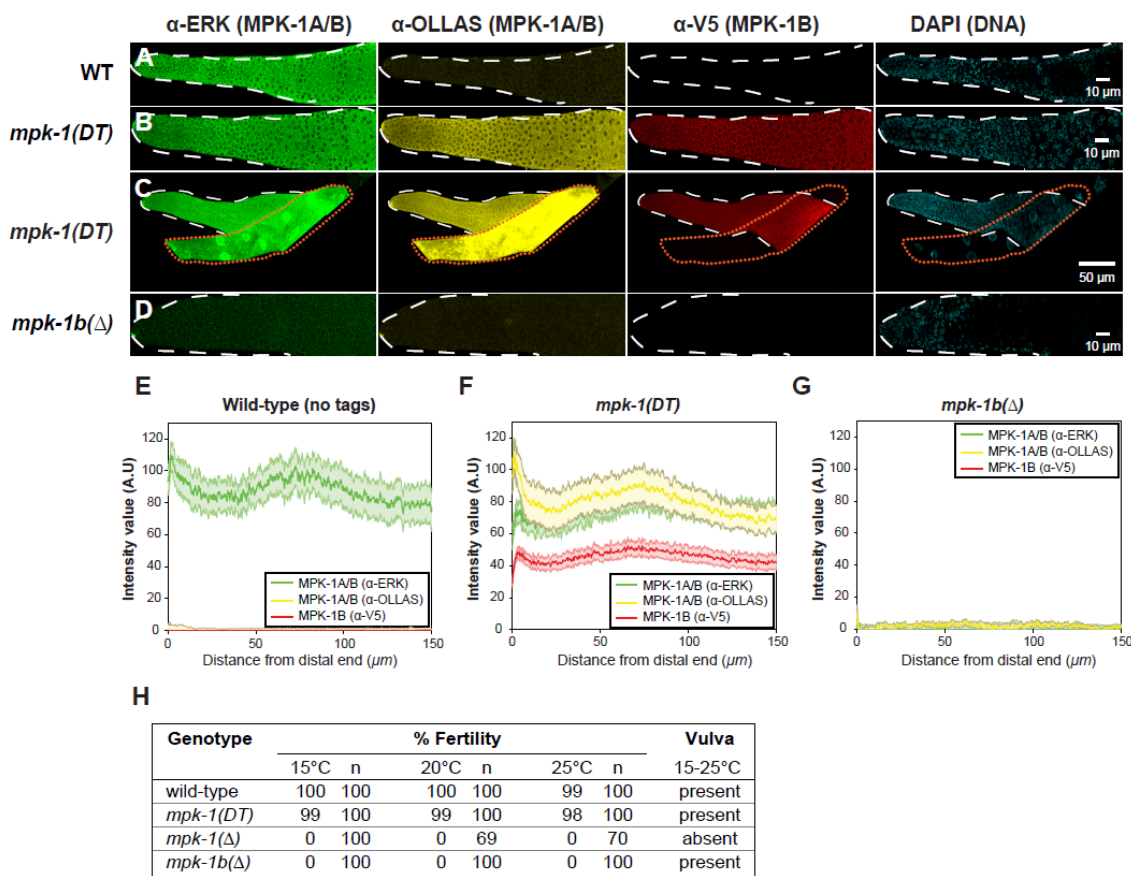 α-ERK (MPK-1A/B) α-OLLAS (MPK-1A/B) α-V5 (MPK-1B) DAPI (DNA)
WT A 10 µm
mpk-1(DT) B 10 µm
mpk-1(DT) C 50 µm
mpk-1b(Δ) D 10 µm
E F G
Wild-type (no tags) mpk-1(DT) mpk-1b(Δ)
Intensity value (A.U)
120
100
80
60
40
20
0
MPK-1A/B (α-ERK)
MPK-1A/B (α-OLLAS)
MPK-1B (α-V5)
0 50 100 150
Distance from distal end (µm)
Intensity value (A.U)
120
100
80
60
40
20
0
MPK-1A/B (α-ERK)
MPK-1A/B (α-OLLAS)
MPK-1B (α-V5)
0 50 100 150
Distance from distal end (µm)
Intensity value (A.U)
120
100
80
60
40
20
0
MPK-1A/B (α-ERK)
MPK-1A/B (α-OLLAS)
MPK-1B (α-V5)
0 50 100 150
Distance from distal end (µm)
H
Genotype % Fertility Vulva
15°C n 20°C n 25°C n 15-25°C
wild-type 100 100 100 100 99 100 present
mpk-1(DT) 99 100 99 100 98 100 present
mpk-1(Δ) 0 100 0 69 0 70 absent
mpk-1b(Δ) 0 100 0 100 0 100 present